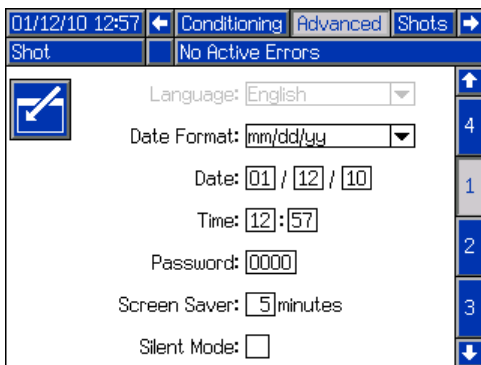 01/12/10 12:57 Conditioning Advanced Shots
Shot No Active Errors
Language: English
Date Format: mm/dd/yy
Date: 01 / 12 / 10
Time: 12 : 57
Password: 0000
Screen Saver: 5 minutes
Silent Mode:
4
1
2
3